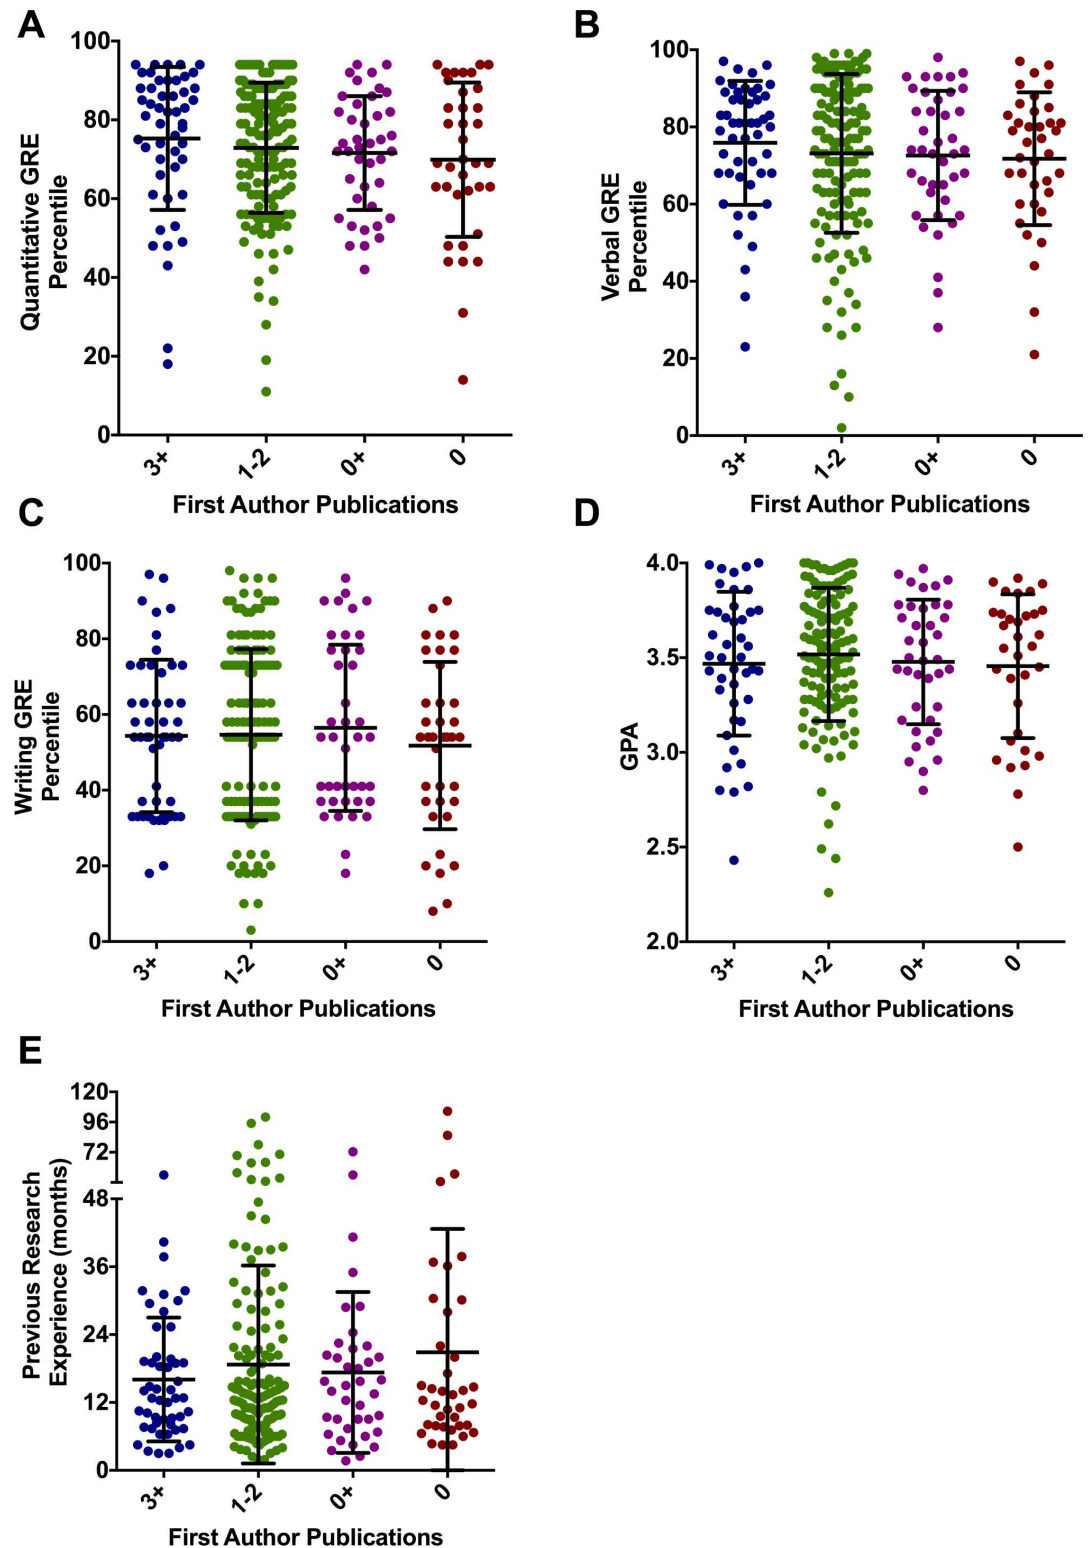 A
Quantitative GRE
Percentile
100
80
60
40
20
0
3+
1-2
0+
0
First Author Publications
B
Verbal GRE
Percentile
100
80
60
40
20
0
3+
1-2
0+
0
First Author Publications
C
Writing GRE
Percentile
100
80
60
40
20
0
3+
1-2
0+
0
First Author Publications
D
GPA
4.0
3.5
3.0
2.5
2.0
3+
1-2
0+
0
First Author Publications
E
Previous Research
Experience (months)
120
96
72
48
36
24
12
0
3+
1-2
0+
0
First Author Publications